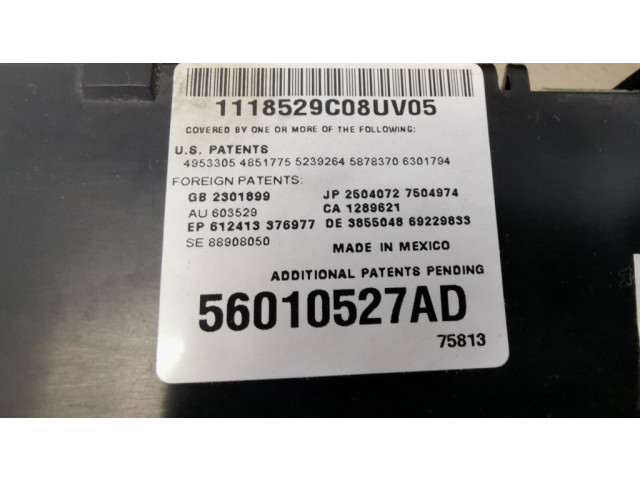 1118529C08UV05
COVERED BY ONE OR MORE OF THE FOLLOWING:
U.S. PATENTS
4953305 4851775 5239264 5878370 6301794
FOREIGN PATENTS:
GB 2301899 JP 2504072 7504974
AU 603529 CA 1289621
EP 612413 376977 DE 3855048 69229833
SE 88908050
MADE IN MEXICO
ADDITIONAL PATENTS PENDING
56010527AD
75813